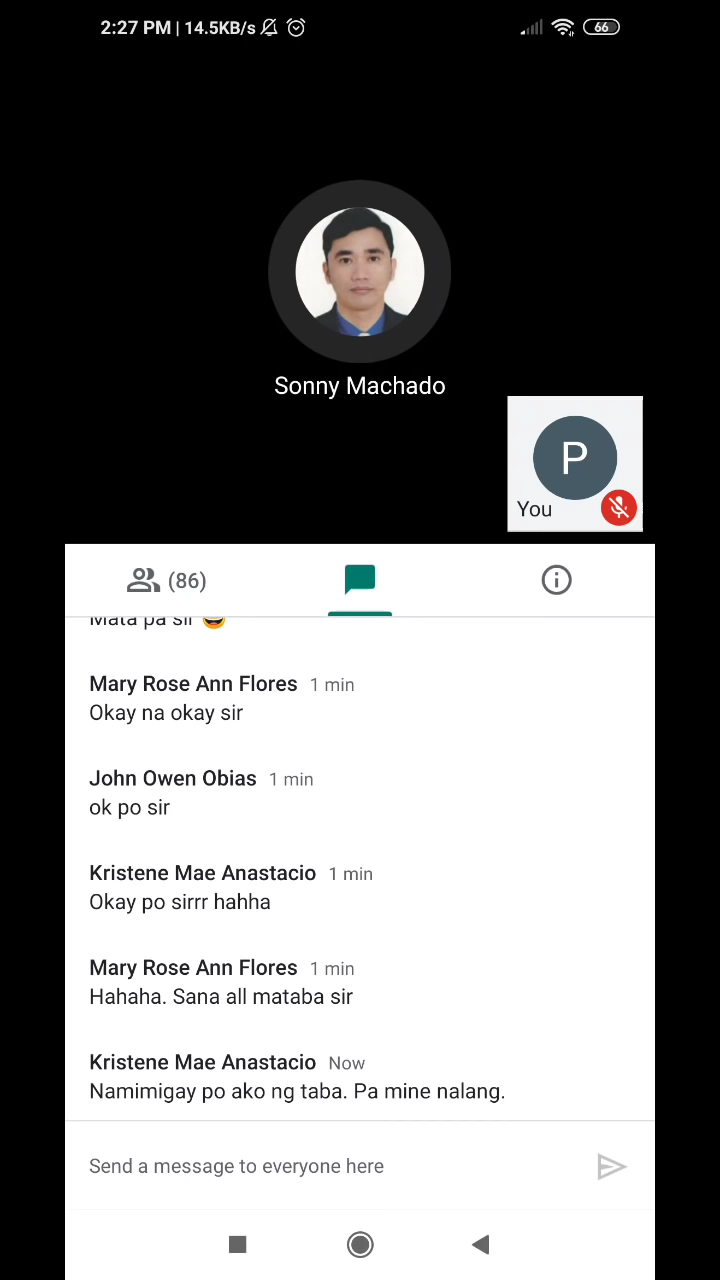 2:27 PM | 14.5KB/s
66
Sonny Machado
P
You
(86)
Mata pa sir
Mary Rose Ann Flores 1 min
Okay na okay sir
John Owen Obias 1 min
ok po sir
Kristene Mae Anastacio 1 min
Okay po sirrr hahha
Mary Rose Ann Flores 1 min
Hahaha. Sana all mataba sir
Kristene Mae Anastacio Now
Namimigay po ako ng taba. Pa mine nalang.
Send a message to everyone here